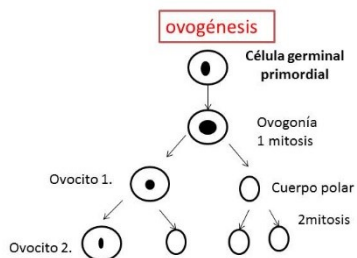 ovogénesis
Célula germinal
primordial
Ovogonía
1 mitosis
Ovocito 1.
Cuerpo polar
2mitosis
Ovocito 2.